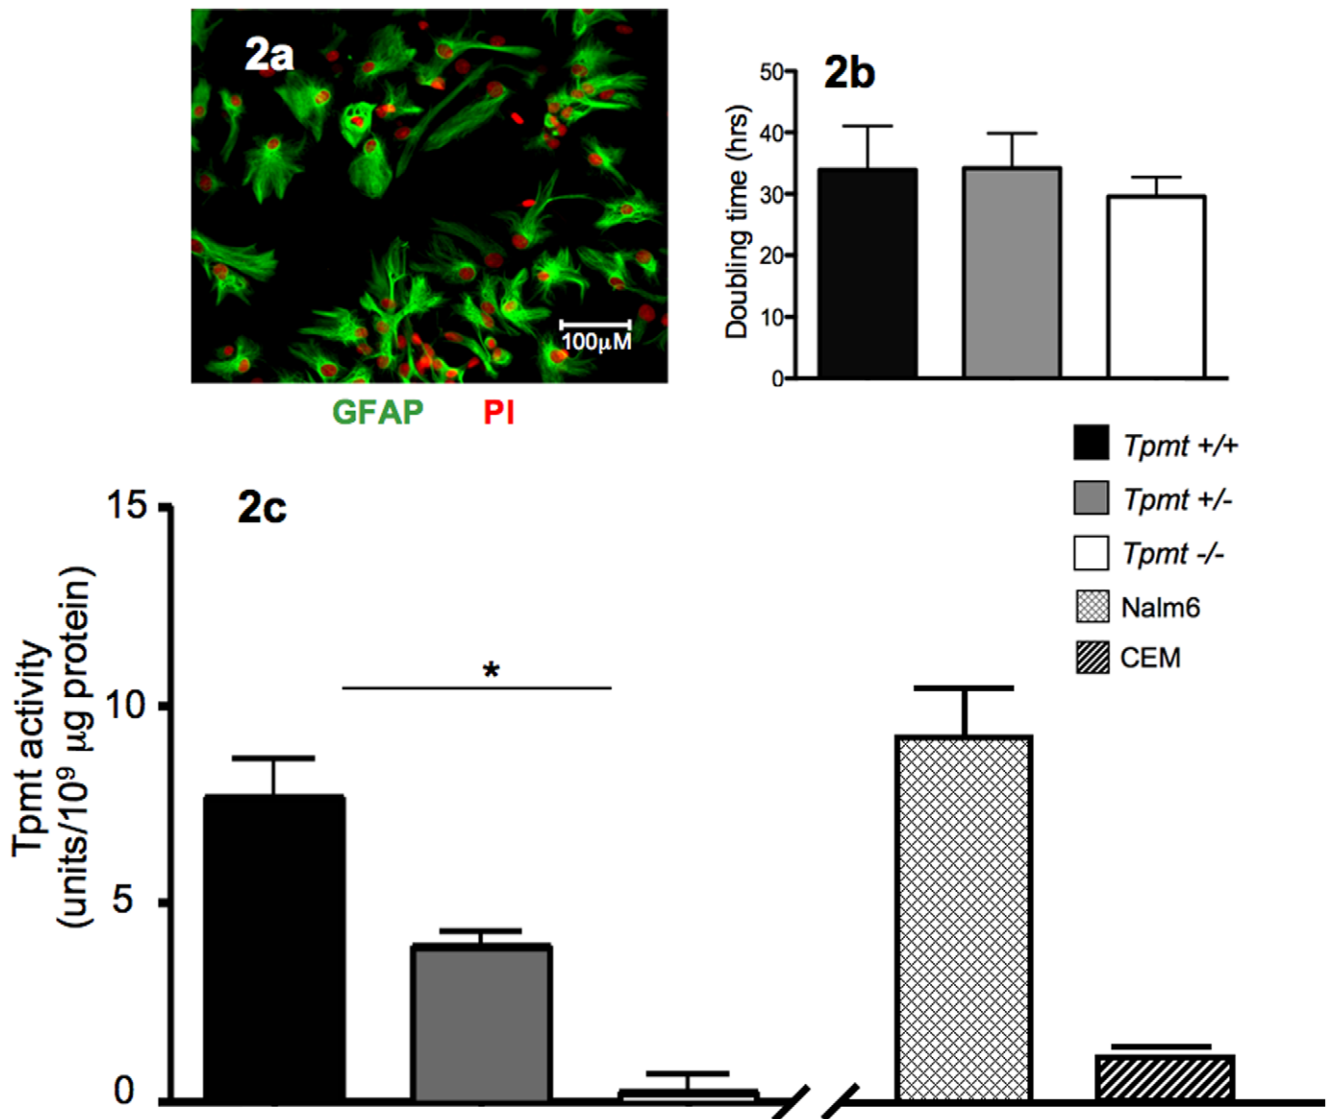 2a
100µM
GFAP PI
2b
50
40
30
20
10
0
Doubling time (hrs)
Tpmt +/+
Tpmt +/-
Tpmt -/-
Nalm6
CEM
2c
15
10
5
0
Tpmt activity
(units/10⁹ µg protein)
*